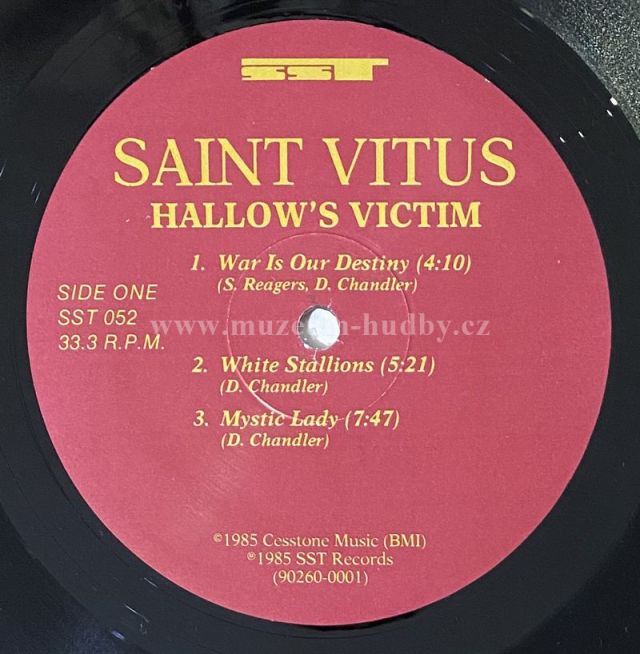 SST
SAINT VITUS
HALLOW'S VICTIM
1. War Is Our Destiny (4:10)
(S. Reagers, D. Chandler)
SIDE ONE
SST 052
33.3 R.P.M.
www.muzeum-hudby.cz
2. White Stallions (5:21)
(D. Chandler)
3. Mystic Lady (7:47)
(D. Chandler)
©1985 Cesstone Music (BMI)
℗1985 SST Records
(90260-0001)